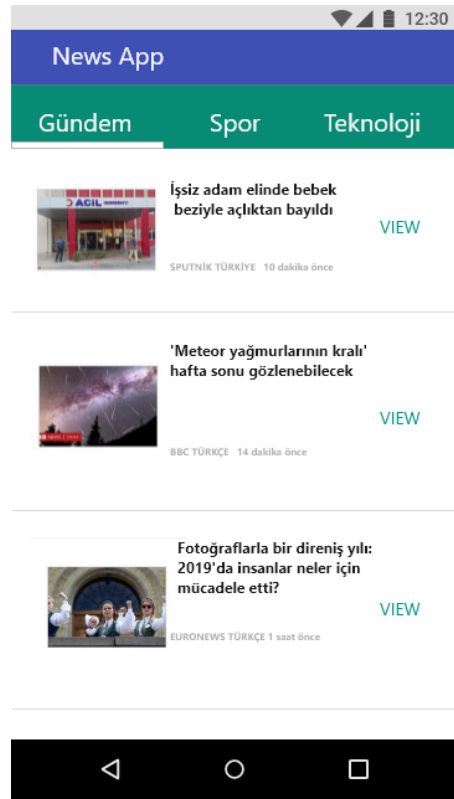 12:30
News App
Gündem Spor Teknoloji
İşsiz adam elinde bebek
beziyle açlıktan bayıldı
VIEW
SPUTNİK TÜRKİYE 10 dakika önce
ACIL
'Meteor yağmurlarının kralı'
hafta sonu gözlenebilecek
VIEW
BBC TÜRKÇE 14 dakika önce
NEWS
Fotoğraflarla bir direniş yılı:
2019'da insanlar neler için
mücadele etti?
VIEW
EURONEWS TÜRKÇE 1 saat önce